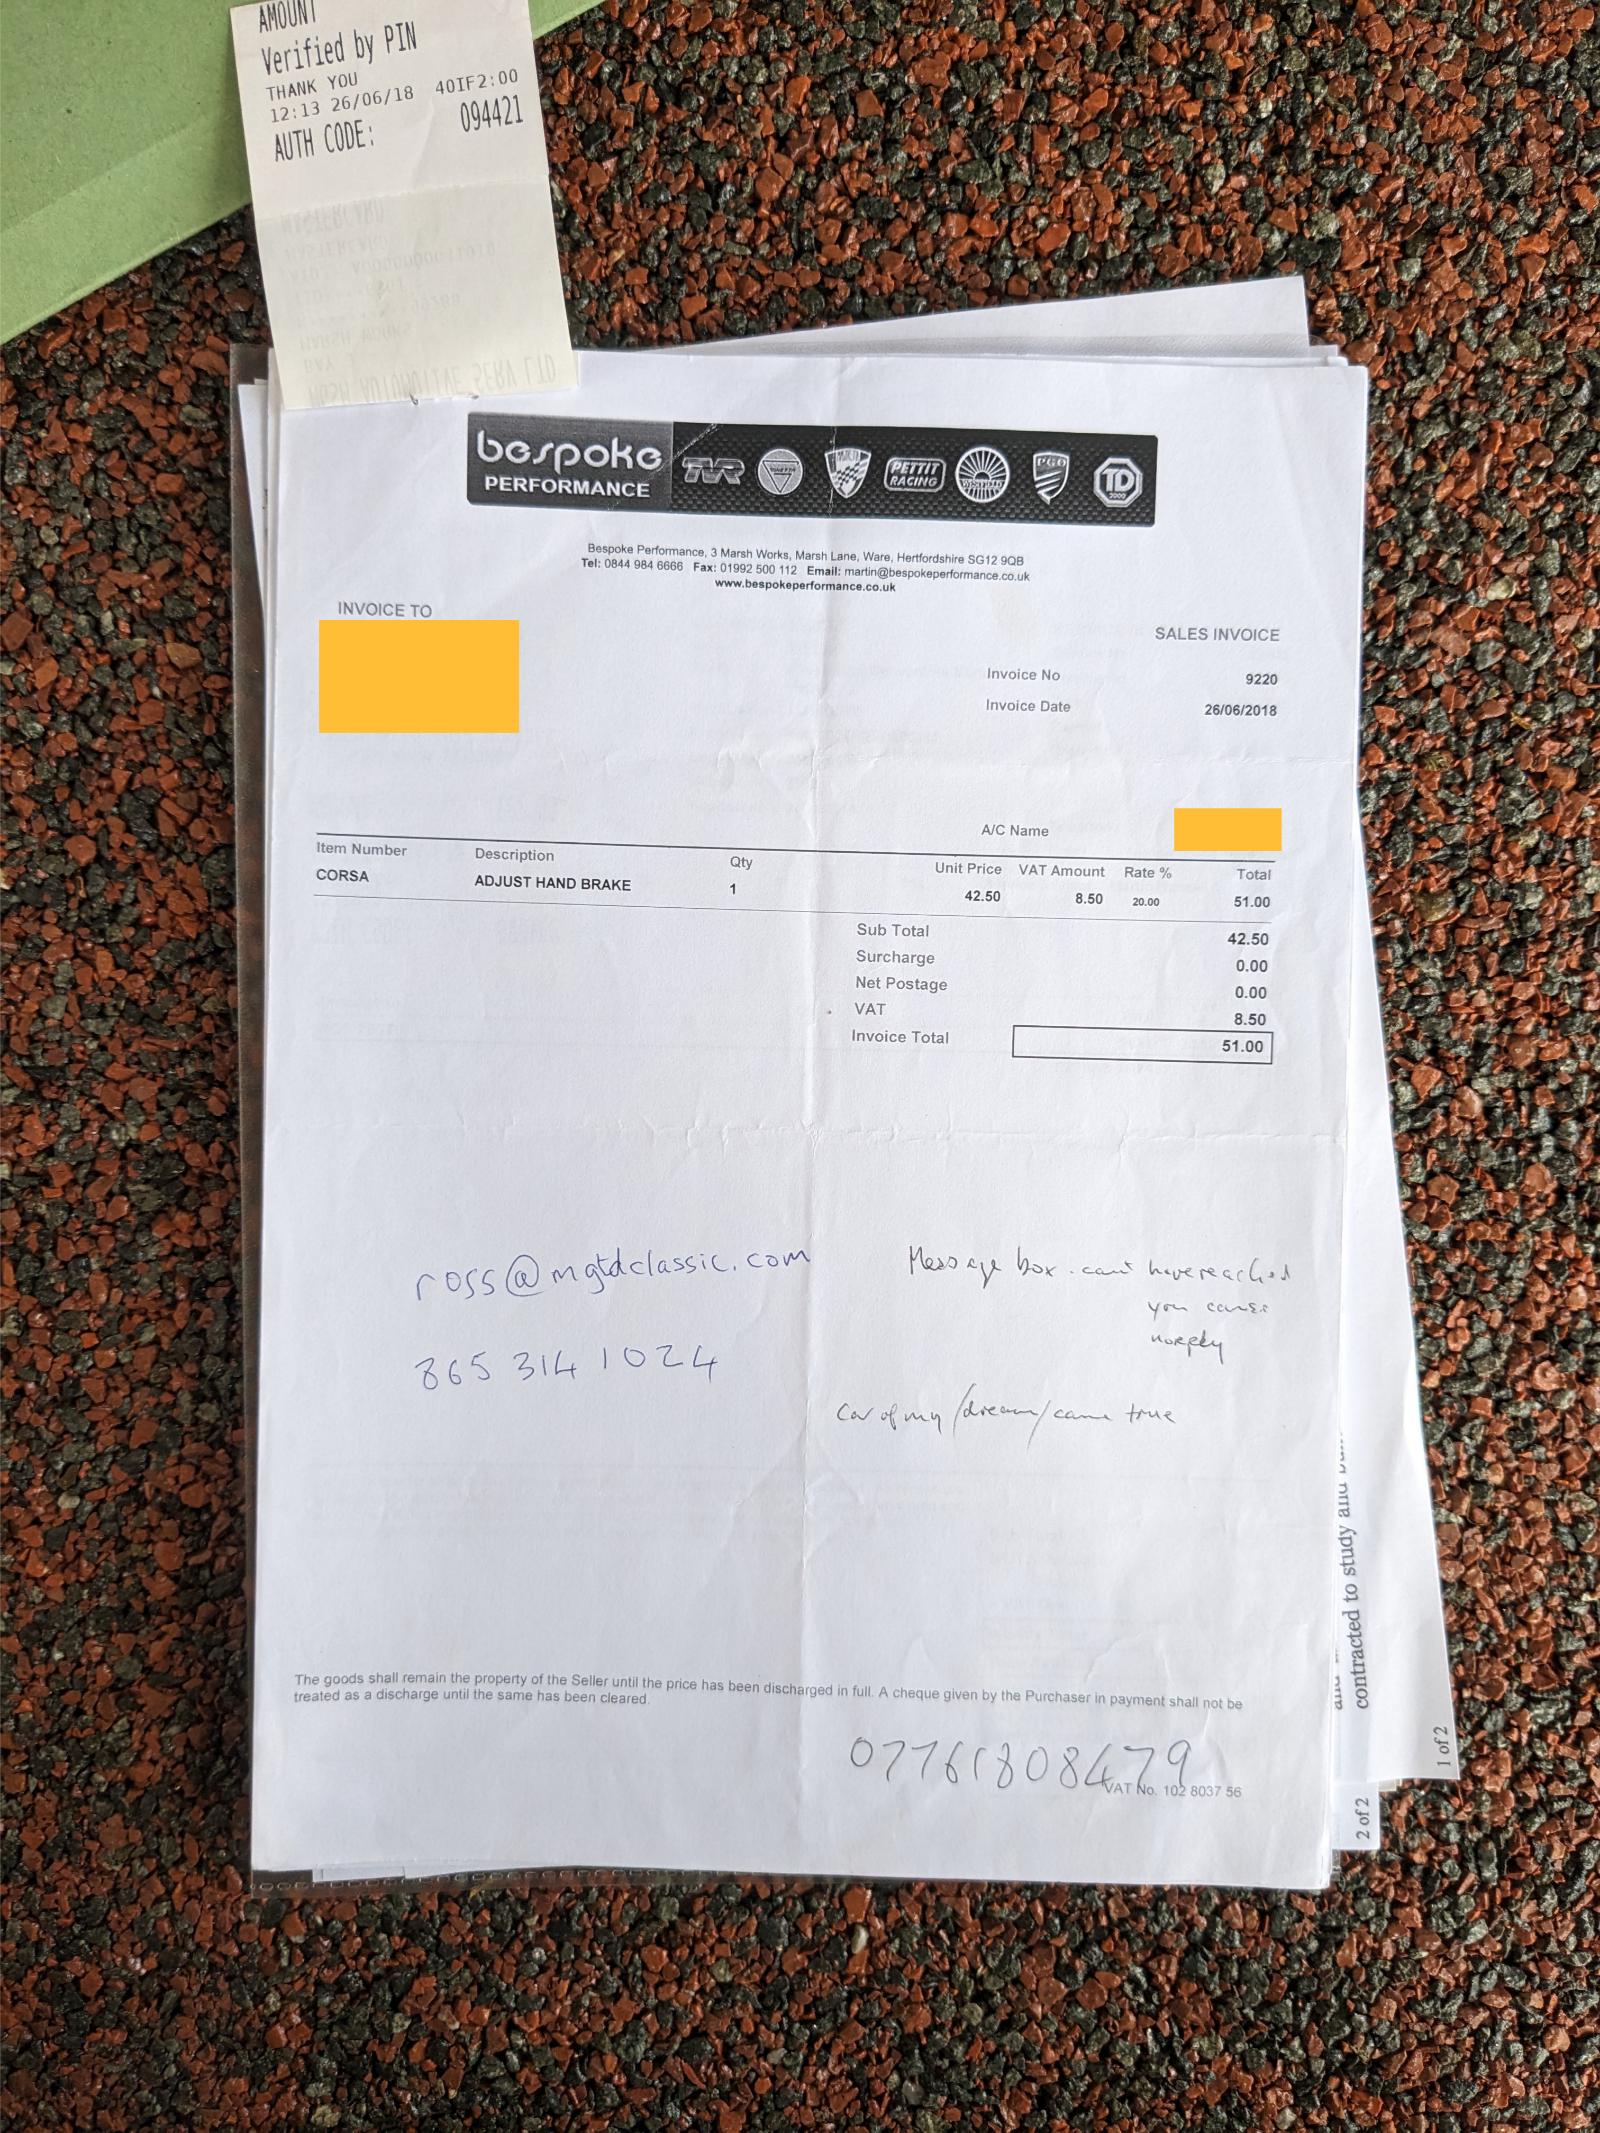 AMOUNT
Verified by PIN
THANK YOU
12:13 26/06/18 40IF2:00
AUTH CODE: 094421
bespoke
PERFORMANCE
TVR
PETTIT
RACING
PGO
TD
2000
Bespoke Performance, 3 Marsh Works, Marsh Lane, Ware, Hertfordshire SG12 9QB
Tel: 0844 984 6666 Fax: 01992 500 112 Email: martin@bespokeperformance.co.uk
www.bespokeperformance.co.uk
INVOICE TO
SALES INVOICE
Invoice No 9220
Invoice Date 26/06/2018
A/C Name
Item Number Description Qty Unit Price VAT Amount Rate % Total
CORSA ADJUST HAND BRAKE 1 42.50 8.50 20.00 51.00
Sub Total 42.50
Surcharge 0.00
Net Postage 0.00
VAT 8.50
Invoice Total 51.00
ross@mgtdclassic.com
865 314 1024
Message box. can't have reached
you
Car of my /dream/ came true
The goods shall remain the property of the Seller until the price has been discharged in full. A cheque given by the Purchaser in payment shall not be
treated as a discharge until the same has been cleared.
07761808479
VAT No. 102 8037 56
contracted to study and
1 of 2
2 of 2